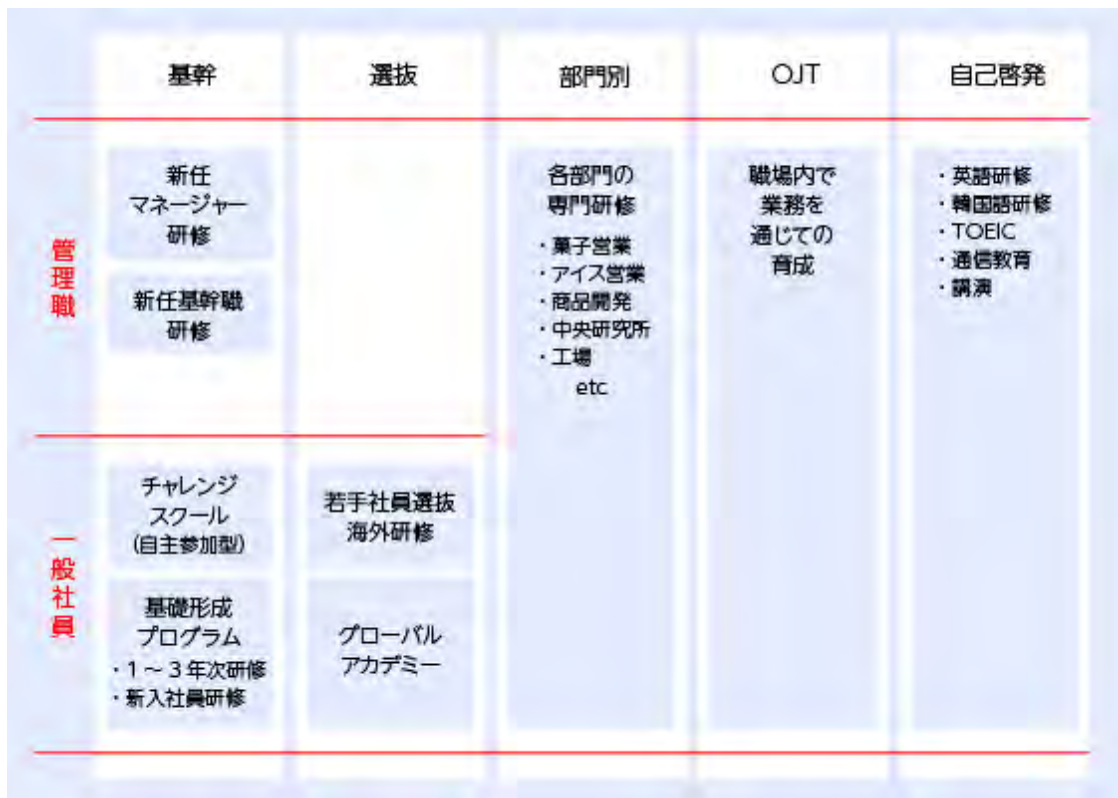 基幹
選抜
部門別
OJT
自己啓発
管理職
新任
マネージャー
研修
新任基幹職
研修
各部門の
専門研修
・菓子営業
・アイス営業
・商品開発
・中央研究所
・工場
etc
職場内で
業務を
通じての
育成
・英語研修
・韓国語研修
・TOEIC
・通信教育
・講演
一般社員
チャレンジ
スクール
(自主参加型)
基礎形成
プログラム
・1～3年次研修
・新入社員研修
若手社員選抜
海外研修
グローバル
アカデミー